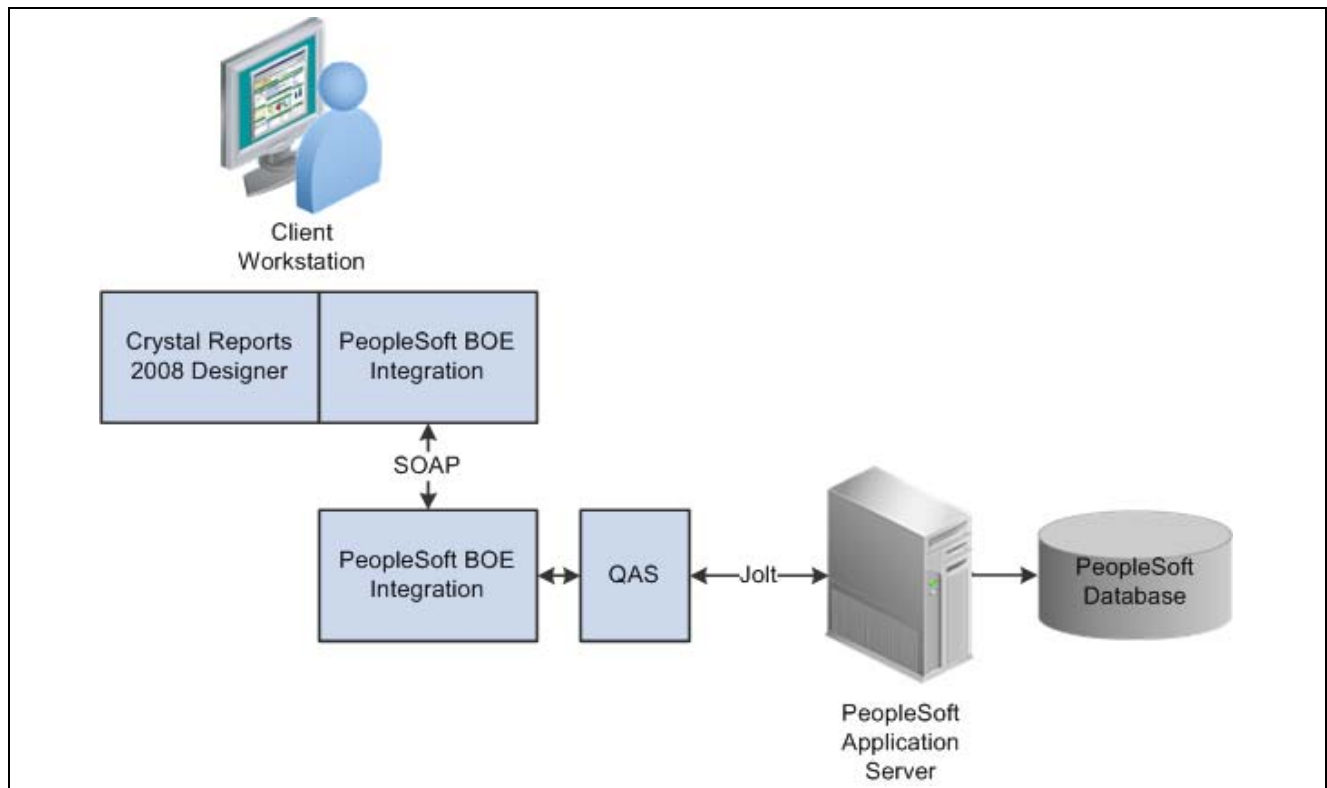 Client
Workstation
Crystal Reports
2008 Designer
PeopleSoft BOE
Integration
SOAP
PeopleSoft BOE
Integration
QAS
Jolt
PeopleSoft
Database
PeopleSoft
Application
Server